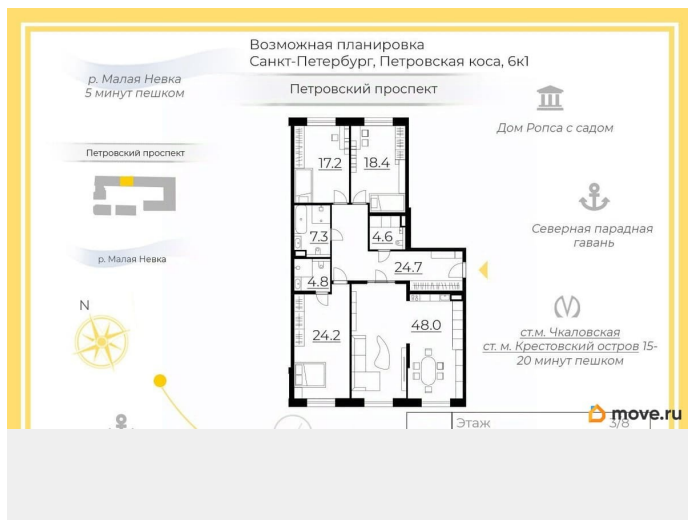 Возможная планировка
Санкт-Петербург, Петровская коса, 6к1
р. Малая Невка
5 минут пешком
Петровский проспект
Дом Ропса с садом
Петровский проспект
17.2
18.4
Северная парадная
гавань
7.3
4.6
р. Малая Невка
24.7
4.8
N
24.2
48.0
ст.м. Чкаловская
ст. м. Крестовский остров 15-
20 минут пешком
Этаж 3/8
move.ru